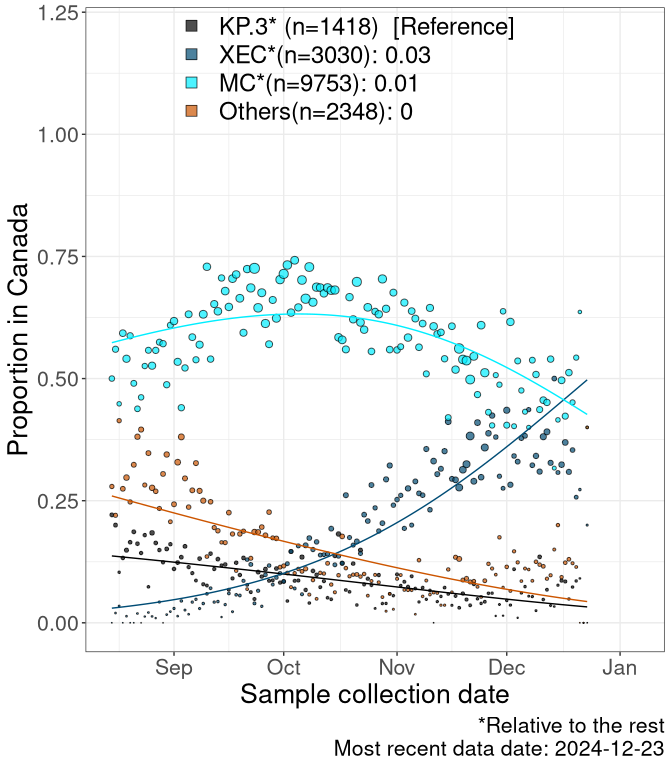 KP.3* (n=1418) [Reference]
XEC*(n=3030): 0.03
MC*(n=9753): 0.01
Others(n=2348): 0
1.25
1.00
0.75
0.50
0.25
0.00
Proportion in Canada
Sep Oct Nov Dec Jan
Sample collection date
*Relative to the rest
Most recent data date: 2024-12-23